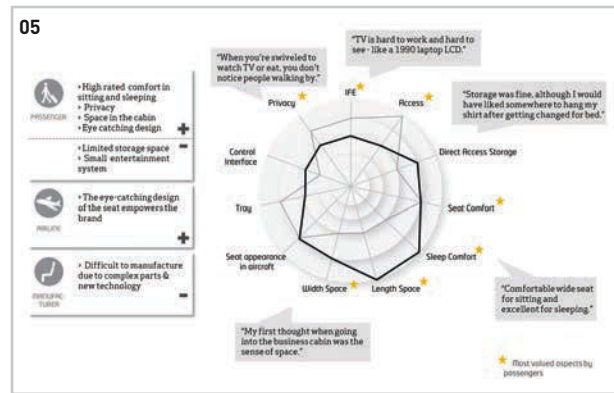 05
PASSENGER
› High rated comfort in
sitting and sleeping
› Privacy
› Space in the cabin
› Eye catching design
+
› Limited storage space
› Small entertainment
system
-
AIRLINE
› The eye-catching design
of the seat empowers the
brand
+
MANUFAC-
TURER
› Difficult to manufacture
due to complex parts &
new technology
-
"When you're swiveled to
watch TV or eat, you don't
notice people walking by."
"TV is hard to work and hard to
see - like a 1990 laptop LCD."
"Storage was fine, although I would
have liked somewhere to hang my
shirt after getting changed for bed."
IFE
Access
Direct Access Storage
Seat Comfort
Sleep Comfort
Length Space
Width Space
Seat appearance
in aircraft
Tray
Control
Interface
Privacy
"Comfortable wide seat
for sitting and
excellent for sleeping."
"My first thought when going
into the business cabin was the
sense of space."
Most valued aspects by
passengers